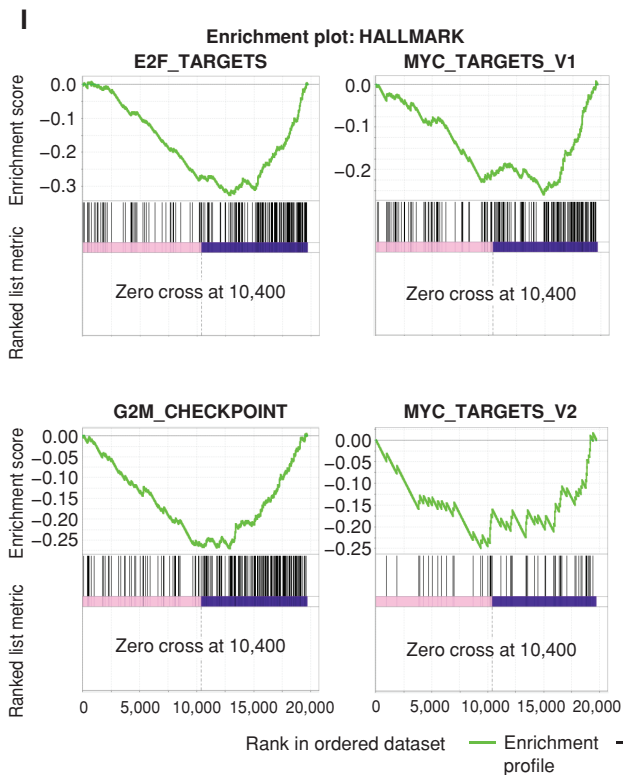 I
Enrichment plot: HALLMARK
E2F_TARGETS
MYC_TARGETS_V1
Enrichment score
0.0
−0.1
−0.2
−0.3
0.0
−0.1
−0.2
Ranked list metric
Zero cross at 10,400
Zero cross at 10,400
G2M_CHECKPOINT
MYC_TARGETS_V2
Enrichment score
0.00
−0.05
−0.10
−0.15
−0.20
−0.25
0.00
−0.05
−0.10
−0.15
−0.20
−0.25
Ranked list metric
Zero cross at 10,400
Zero cross at 10,400
0 5,000 10,000 15,000 20,000
0 5,000 10,000 15,000 20,000
Rank in ordered dataset
Enrichment
profile